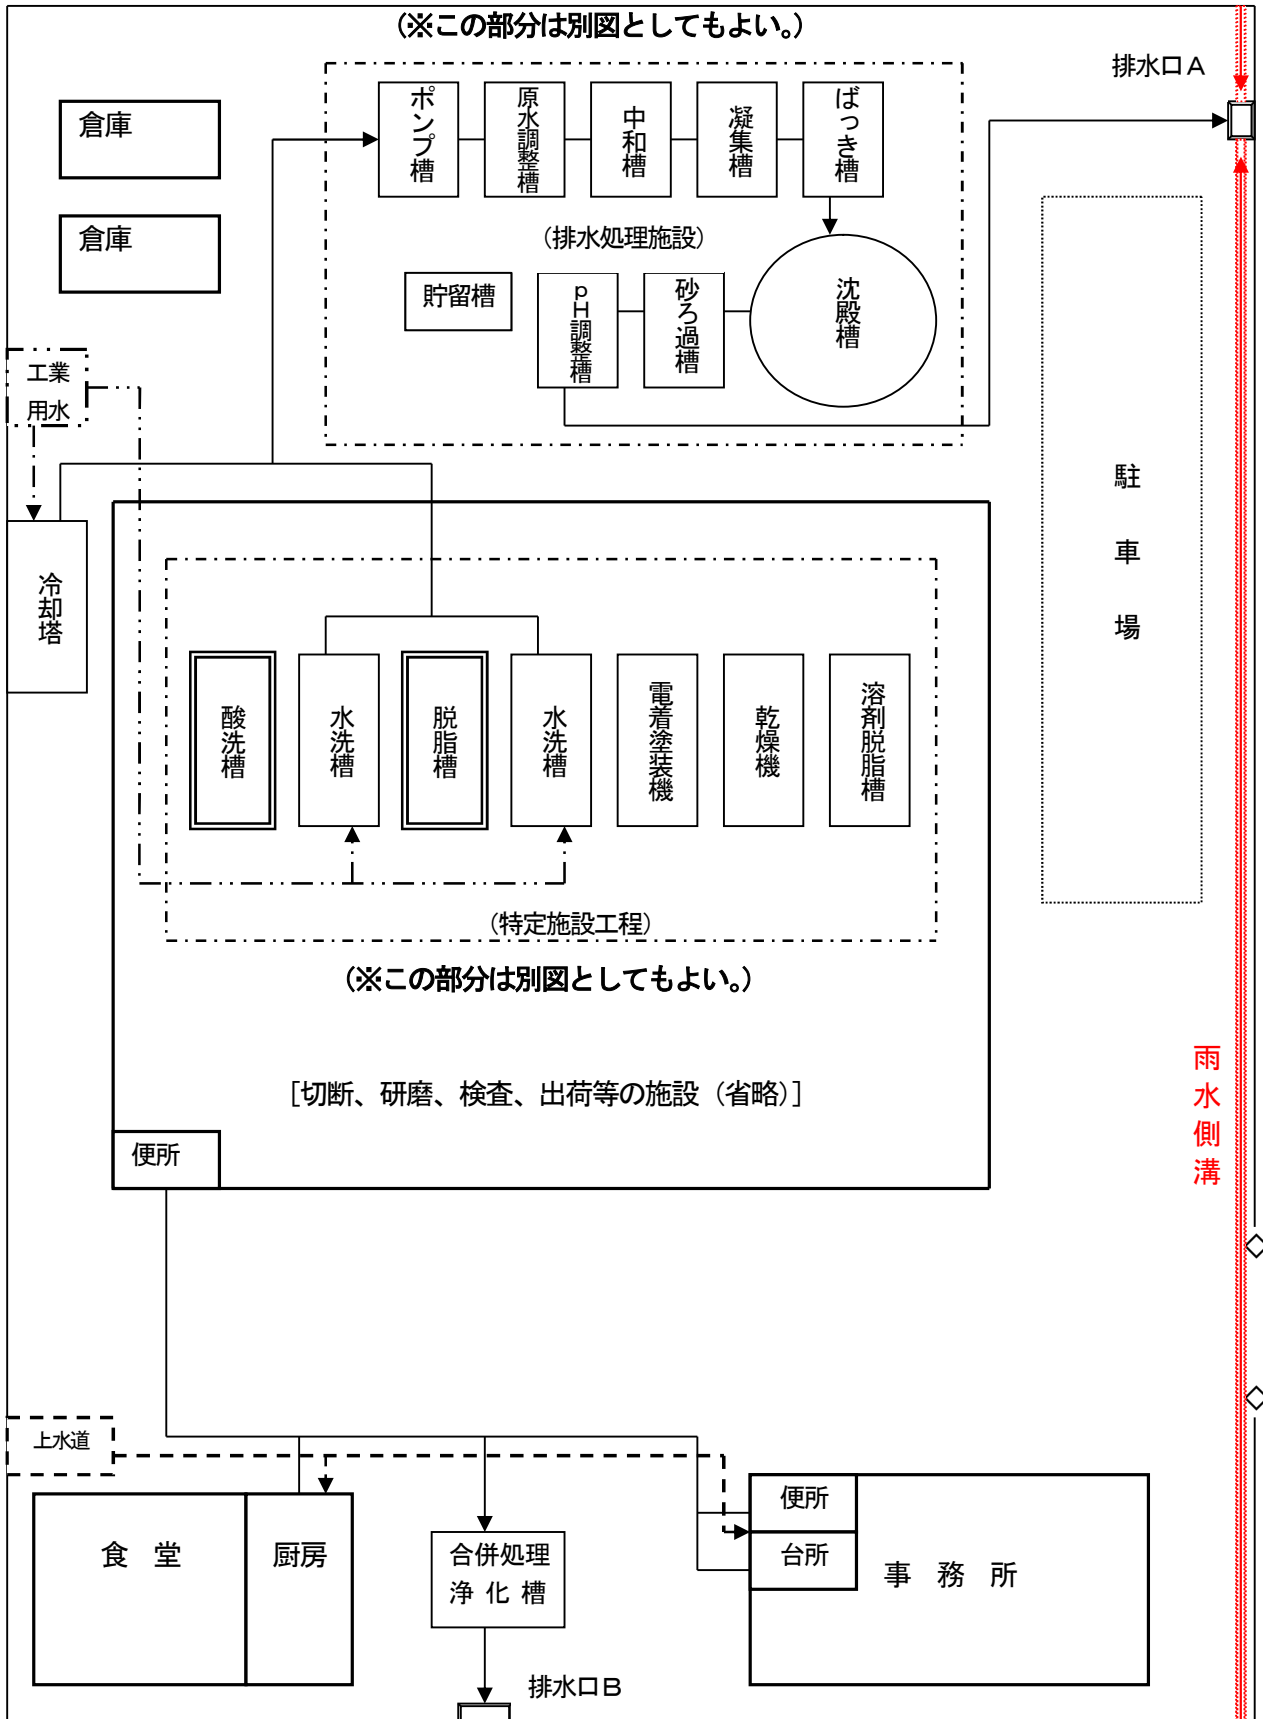 (※この部分は別図としてもよい。)
排水口A
倉庫
ポンプ槽
原水調整槽
中和槽
凝集槽
ばっき槽
倉庫
(排水処理施設)
貯留槽
pH調整槽
砂ろ過槽
沈殿槽
工業
用水
駐車場
冷却塔
酸洗槽
水洗槽
脱脂槽
水洗槽
電着塗装機
乾燥機
溶剤脱脂槽
(特定施設工程)
(※この部分は別図としてもよい。)
雨水側溝
[切断、研磨、検査、出荷等の施設(省略)]
便所
上水道
食 堂
厨房
合併処理
浄 化 槽
便所
台所
事 務 所
排水口B